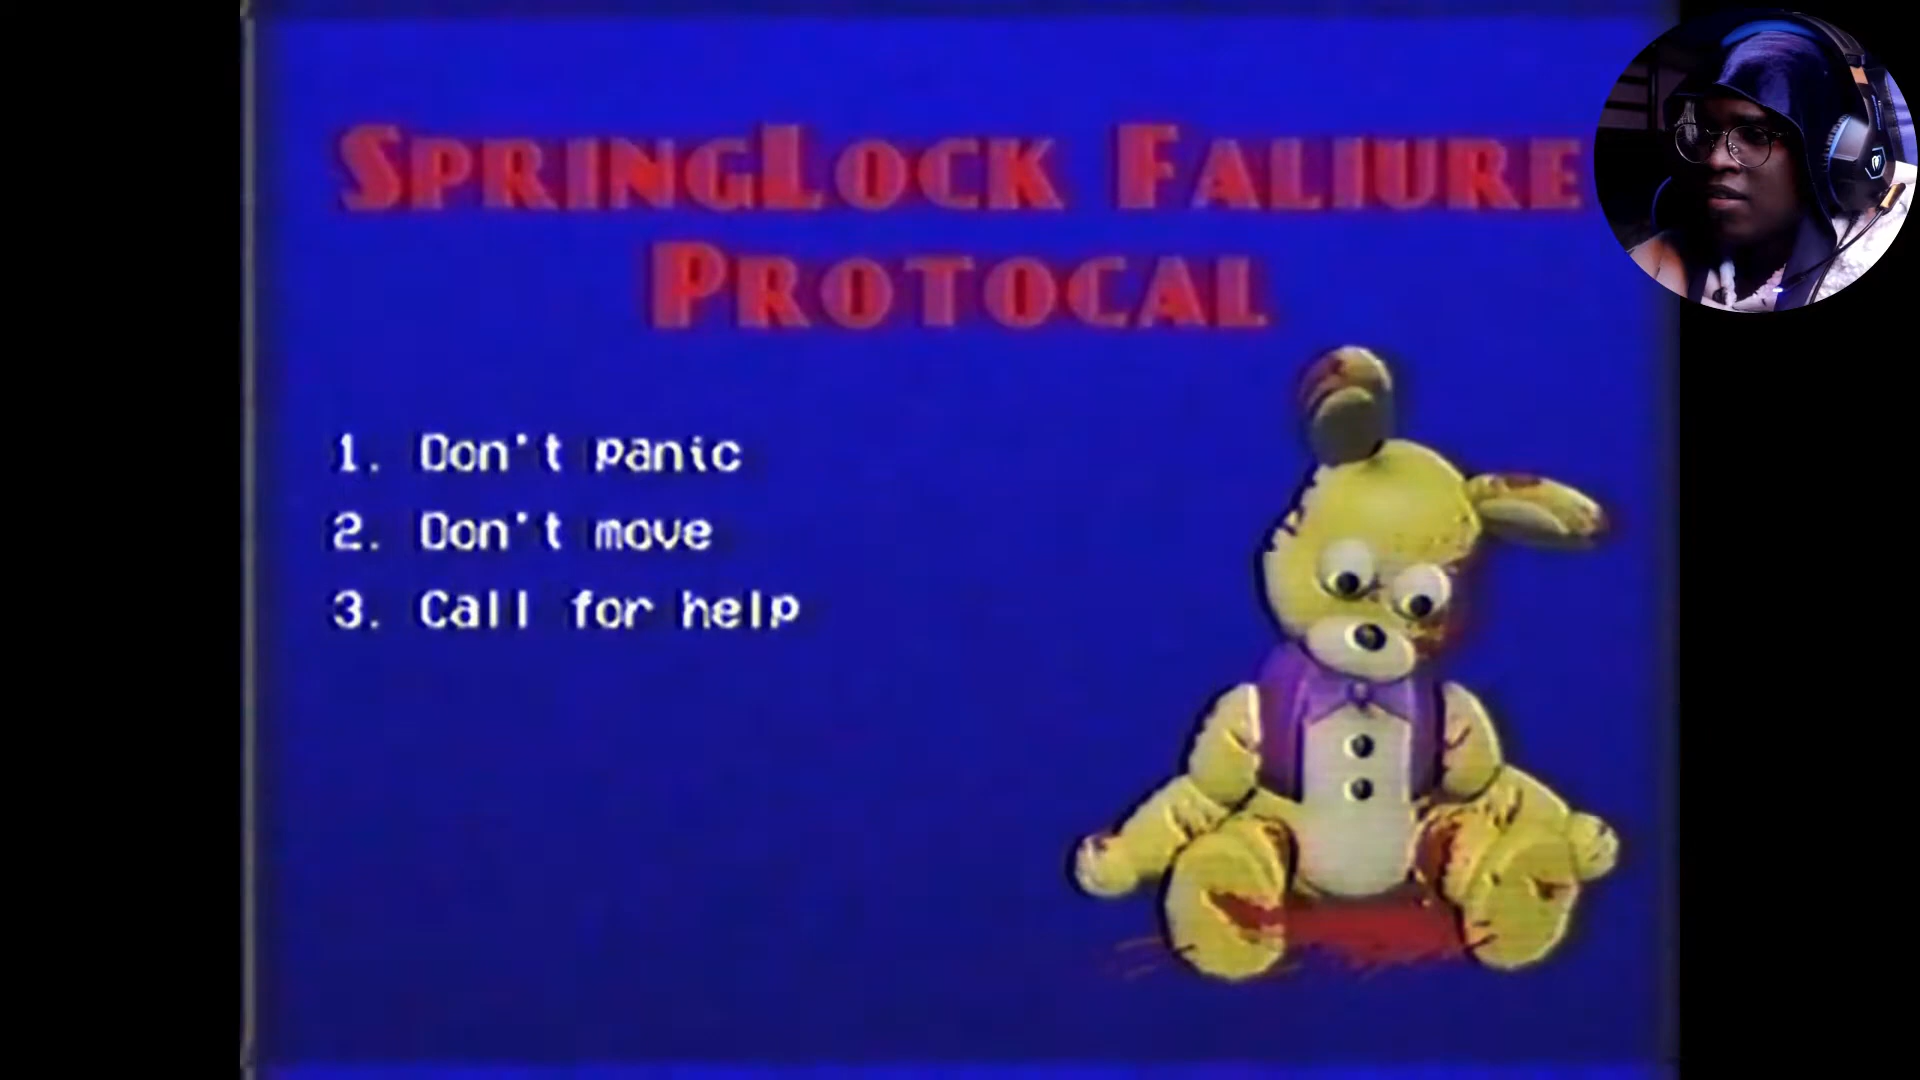 SPRINGLOCK FALIURE
PROTOCAL
1. Don't panic
2. Don't move
3. Call for help